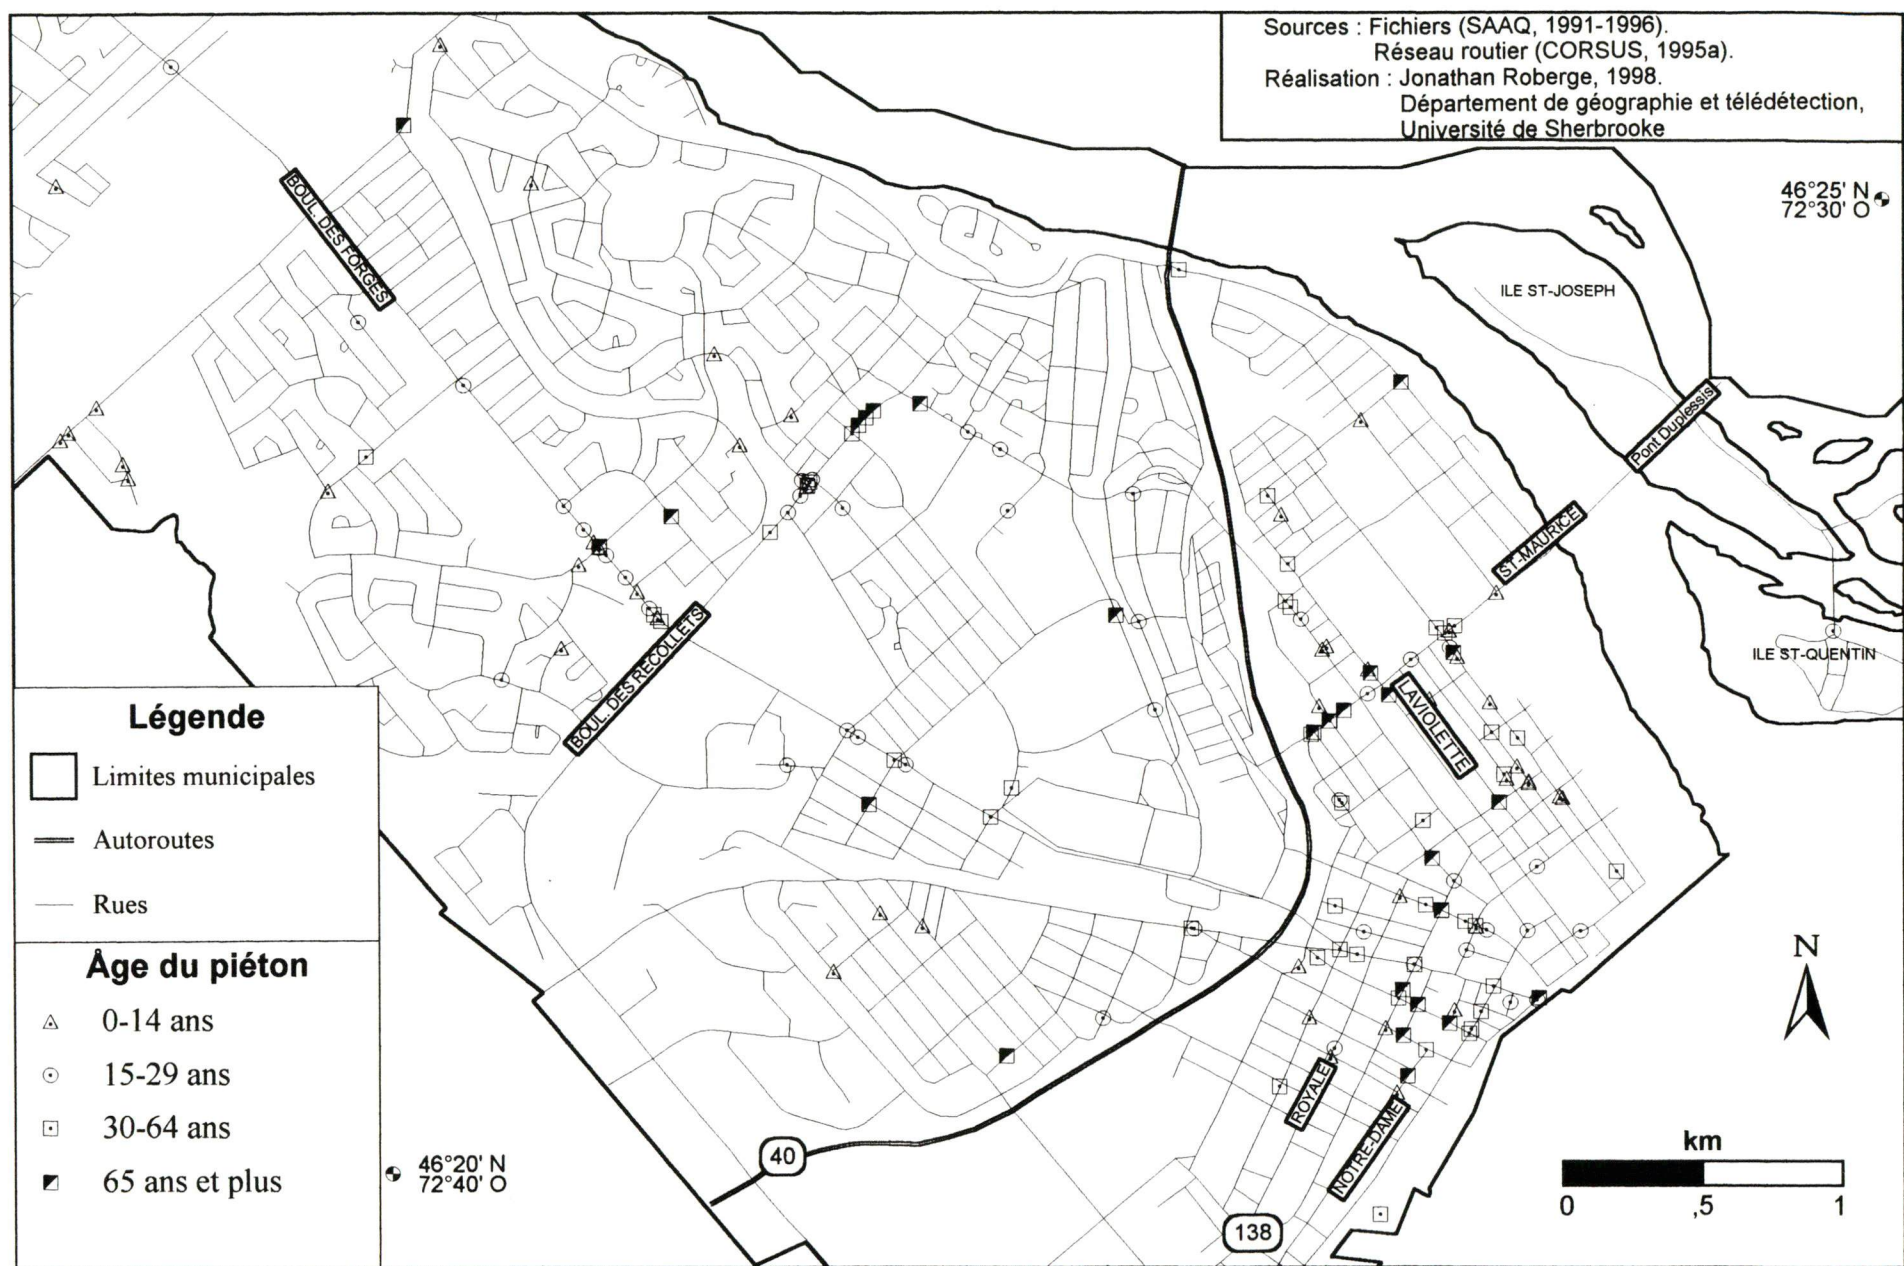 Sources : Fichiers (SAAQ, 1991-1996).
Réseau routier (CORSUS, 1995a).
Réalisation : Jonathan Roberge, 1998.
Département de géographie et télédétection,
Université de Sherbrooke
46°25' N
72°30' O
BOUL. DES FORGES
ILE ST-JOSEPH
Pont Duplessis
ST-MAURICE
ILE ST-QUENTIN
BOUL. DES RECOLLETS
LAVIOLETTE
Légende
Limites municipales
Autoroutes
Rues
Âge du piéton
0-14 ans
15-29 ans
30-64 ans
65 ans et plus
46°20' N
72°40' O
40
138
ROYALE
NOTRE-DAME
N
km
0 ,5 1